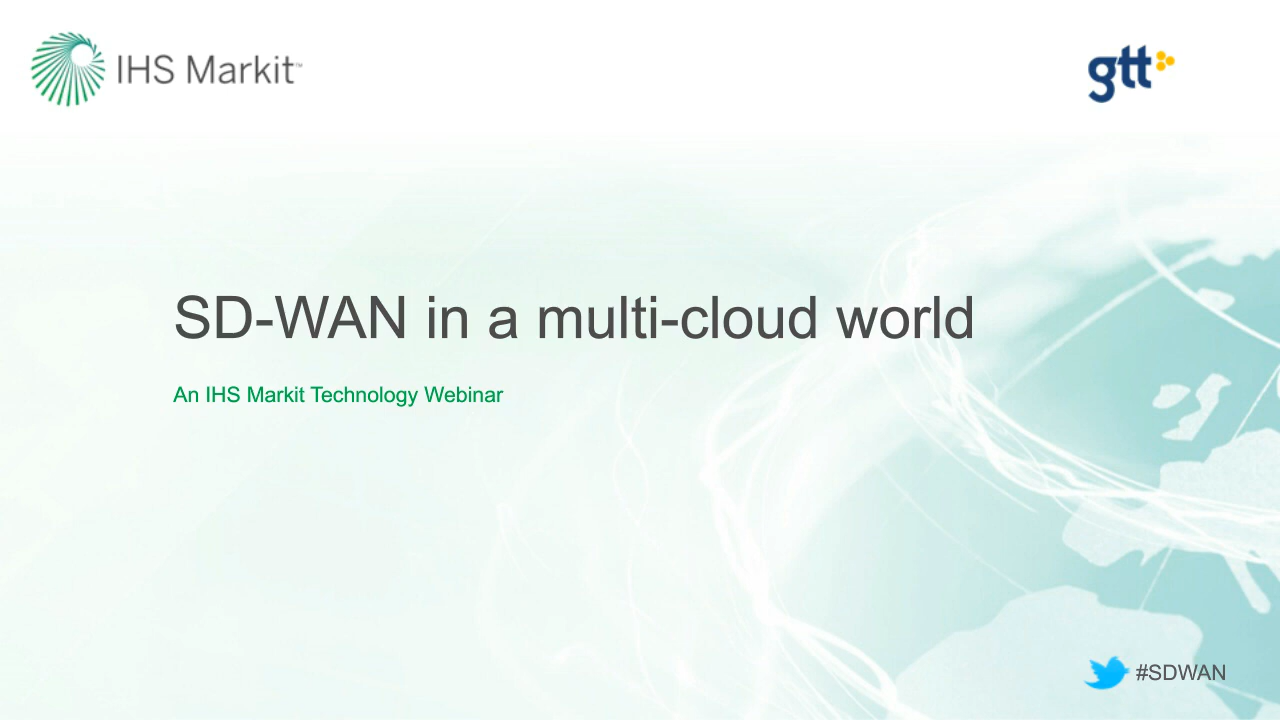 IHS Markit™
gtt
SD-WAN in a multi-cloud world
An IHS Markit Technology Webinar
#SDWAN